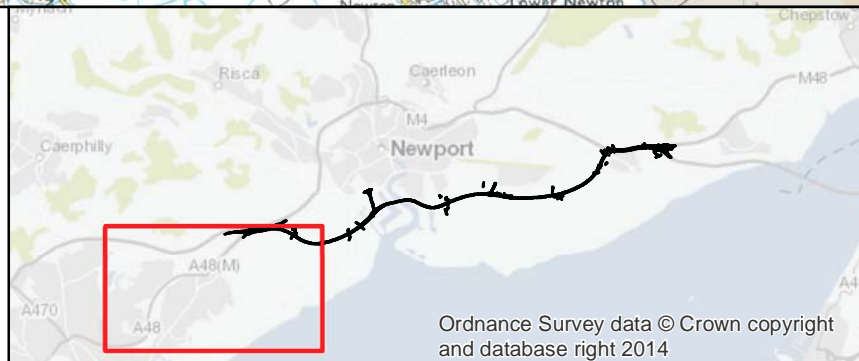 Lower Newton
Chepstow
Risca
Caerleon
M48
M4
Caerphilly
Newport
A48(M)
A470
A48
Ordnance Survey data © Crown copyright
and database right 2014